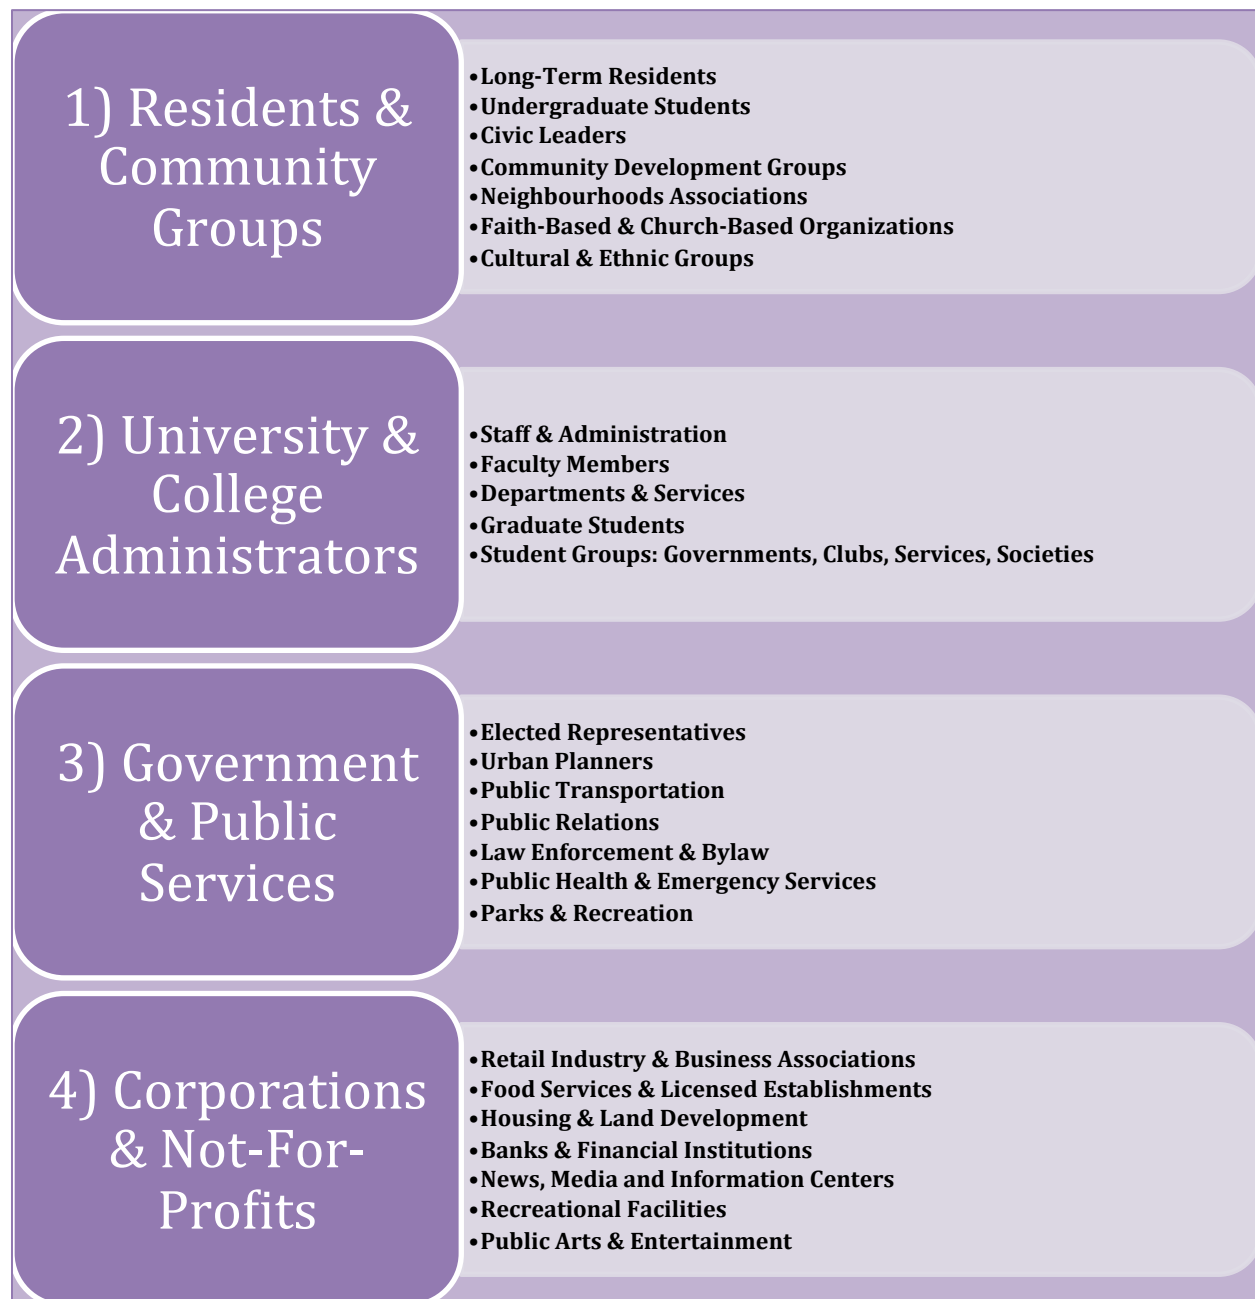 1) Residents &
Community
Groups
•Long-Term Residents
•Undergraduate Students
•Civic Leaders
•Community Development Groups
•Neighbourhoods Associations
•Faith-Based & Church-Based Organizations
•Cultural & Ethnic Groups
2) University &
College
Administrators
•Staff & Administration
•Faculty Members
•Departments & Services
•Graduate Students
•Student Groups: Governments, Clubs, Services, Societies
3) Government
& Public
Services
•Elected Representatives
•Urban Planners
•Public Transportation
•Public Relations
•Law Enforcement & Bylaw
•Public Health & Emergency Services
•Parks & Recreation
4) Corporations
& Not-For-
Profits
•Retail Industry & Business Associations
•Food Services & Licensed Establishments
•Housing & Land Development
•Banks & Financial Institutions
•News, Media and Information Centers
•Recreational Facilities
•Public Arts & Entertainment